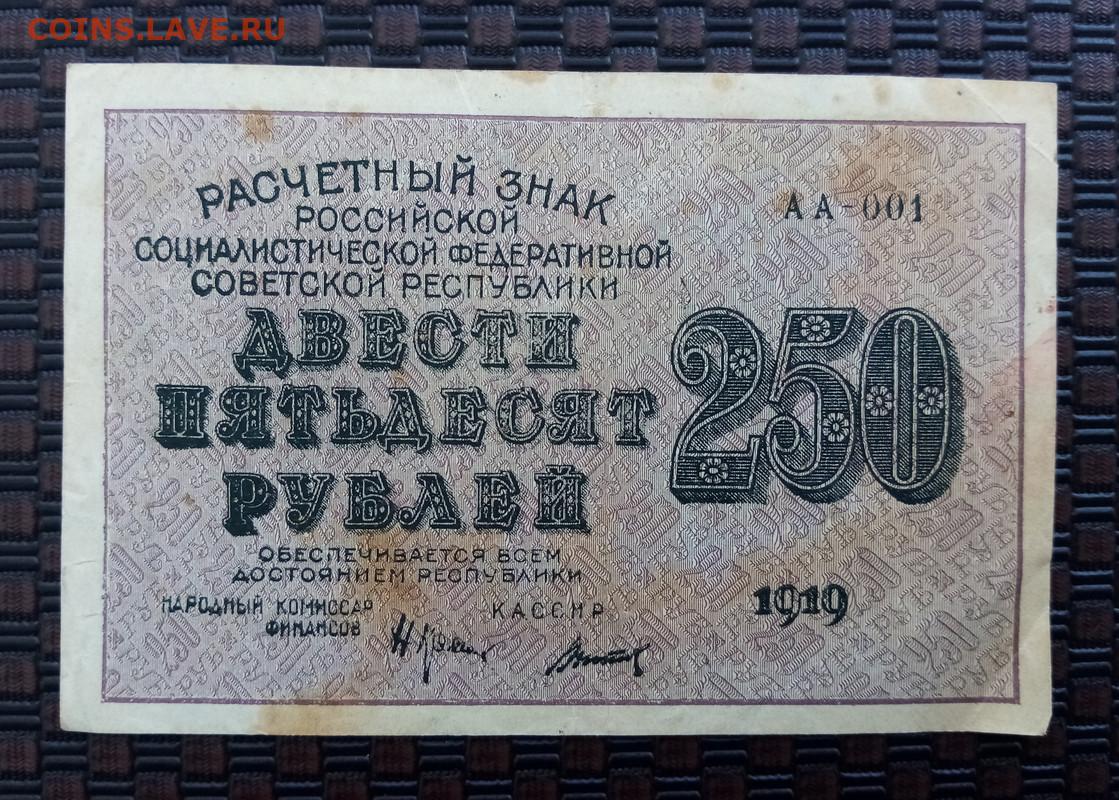 COINS.LAVE.RU
РАСЧЕТНЫЙ ЗНАК
РОССИЙСКОЙ
СОЦИАЛИСТИЧЕСКОЙ ФЕДЕРАТИВНОЙ
СОВЕТСКОЙ РЕСПУБЛИКИ
АА-001
ДВЕСТИ
ПЯТЬДЕСЯТ
РУБЛЕЙ
250
ОБЕСПЕЧИВАЕТСЯ ВСЕМ
ДОСТОЯНИЕМ РЕСПУБЛИКИ
НАРОДНЫЙ КОМИССАР
ФИНАНСОВ
КАССИР
1919